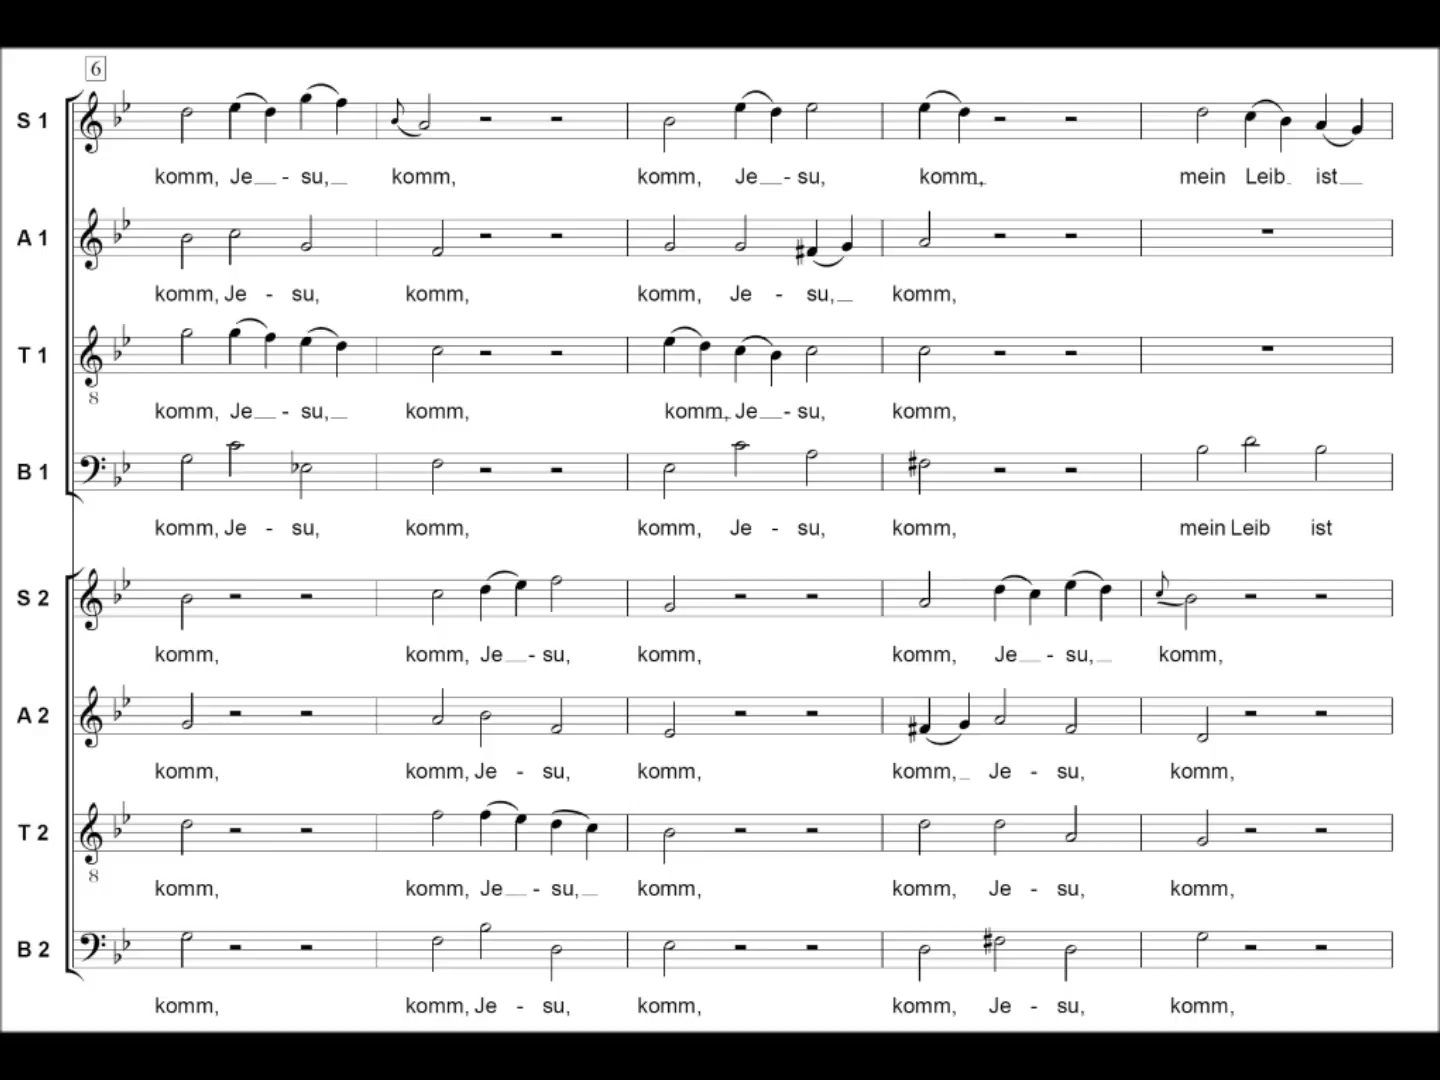 6
S 1
komm, Je - su, komm, komm, Je - su, komm, mein Leib ist
A 1
komm, Je - su, komm, komm, Je - su, komm,
T 1
8
komm, Je - su, komm, komm, Je - su, komm,
B 1
komm, Je - su, komm, komm, Je - su, komm, mein Leib ist
S 2
komm, komm, Je - su, komm, komm, Je - su, komm,
A 2
komm, komm, Je - su, komm, komm, Je - su, komm,
T 2
8
komm, komm, Je - su, komm, komm, Je - su, komm,
B 2
komm, komm, Je - su, komm, komm, Je - su, komm,